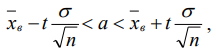 x̅_в − t σ/√n < a < x̅_в + t σ/√n ,